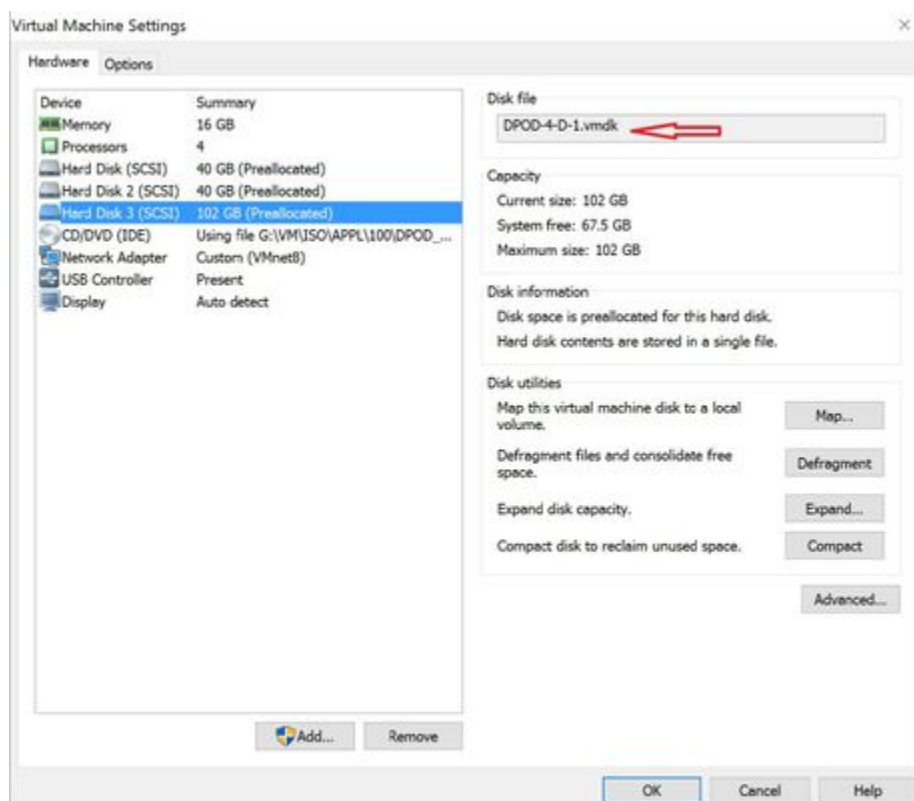 Virtual Machine Settings
Hardware Options
Device Summary
Memory 16 GB
Processors 4
Hard Disk (SCSI) 40 GB (Preallocated)
Hard Disk 2 (SCSI) 40 GB (Preallocated)
Hard Disk 3 (SCSI) 102 GB (Preallocated)
CD/DVD (IDE) Using file G:\VM\ISO\APPL\100\DPOD_...
Network Adapter Custom (VMnet8)
USB Controller Present
Display Auto detect
Add... Remove
Disk file
DPOD-4-D-1.vmdk
Capacity
Current size: 102 GB
System free: 67.5 GB
Maximum size: 102 GB
Disk information
Disk space is preallocated for this hard disk.
Hard disk contents are stored in a single file.
Disk utilities
Map this virtual machine disk to a local
volume.
Map...
Defragment files and consolidate free
space.
Defragment
Expand disk capacity.
Expand...
Compact disk to reclaim unused space.
Compact
Advanced...
OK Cancel Help